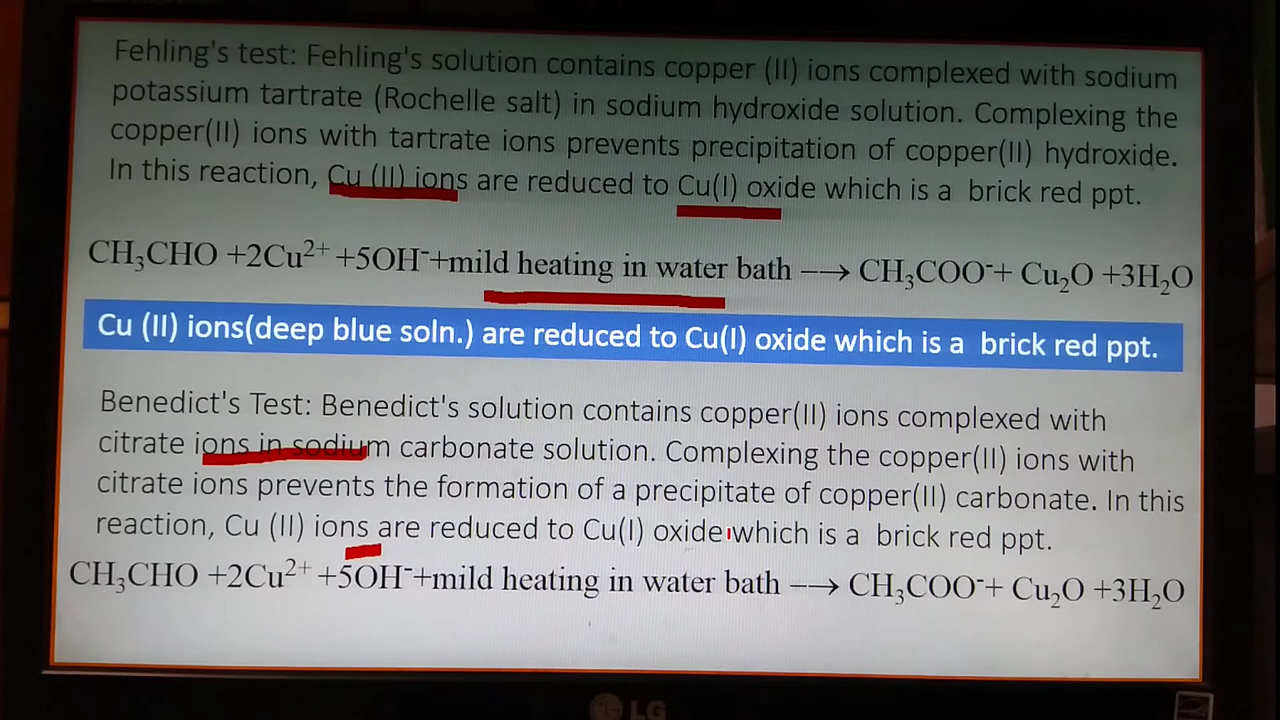 Fehling's test: Fehling's solution contains copper (II) ions complexed with sodium
potassium tartrate (Rochelle salt) in sodium hydroxide solution. Complexing the
copper(II) ions with tartrate ions prevents precipitation of copper(II) hydroxide.
In this reaction, Cu (II) ions are reduced to Cu(I) oxide which is a brick red ppt.
CH₃CHO +2Cu²⁺ +5OH⁻+mild heating in water bath ⟶ CH₃COO⁻+ Cu₂O +3H₂O
Cu (II) ions(deep blue soln.) are reduced to Cu(I) oxide which is a brick red ppt.
Benedict's Test: Benedict's solution contains copper(II) ions complexed with
citrate ions in sodium carbonate solution. Complexing the copper(II) ions with
citrate ions prevents the formation of a precipitate of copper(II) carbonate. In this
reaction, Cu (II) ions are reduced to Cu(I) oxide which is a brick red ppt.
CH₃CHO +2Cu²⁺ +5OH⁻+mild heating in water bath ⟶ CH₃COO⁻+ Cu₂O +3H₂O
LG